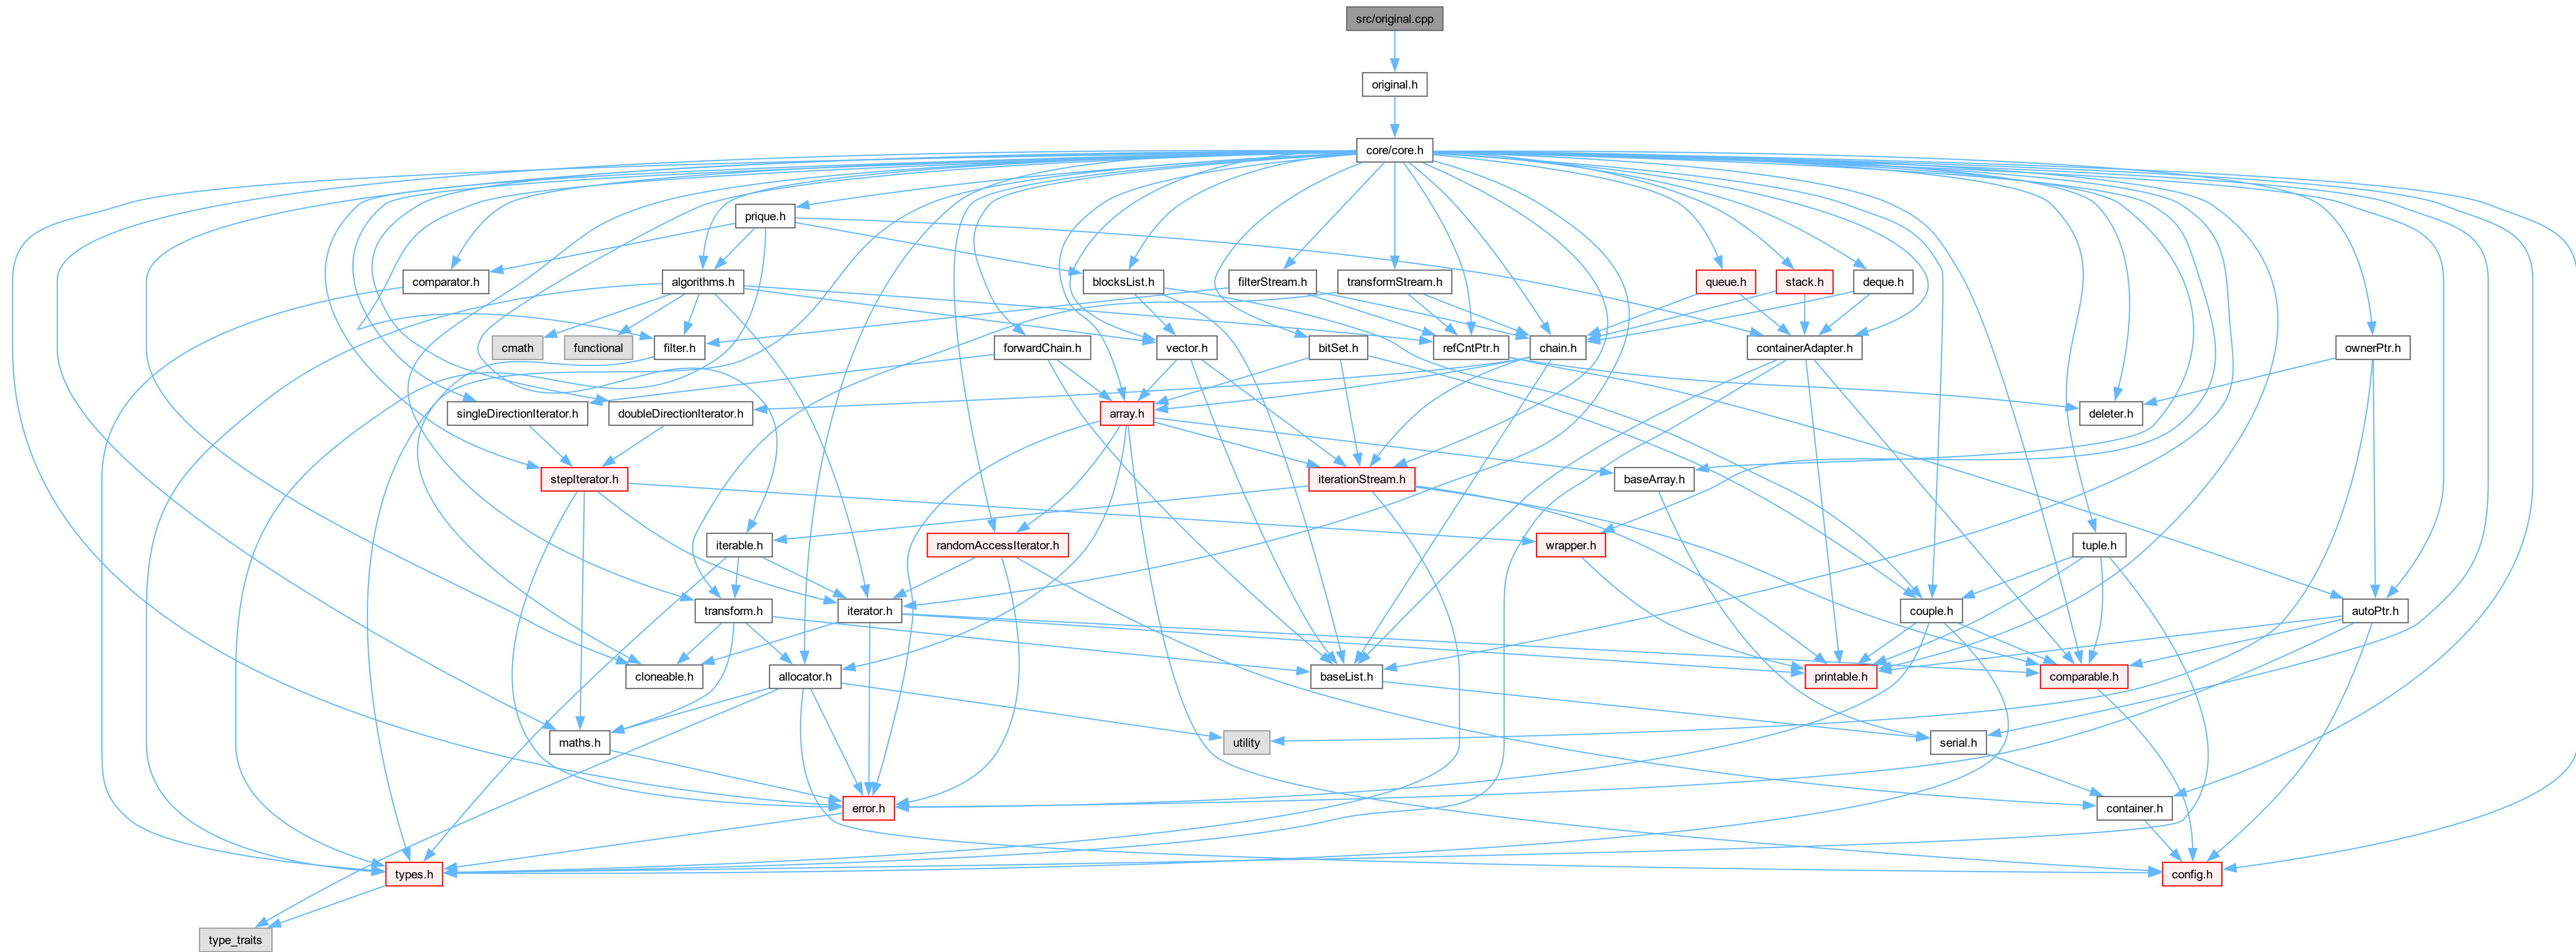 src/original.cpp
original.h
core/core.h
prique.h
comparator.h
algorithms.h
blocksList.h
filterStream.h
transformStream.h
queue.h
stack.h
deque.h
cmath
functional
filter.h
forwardChain.h
vector.h
bitSet.h
refCntPtr.h
chain.h
containerAdapter.h
ownerPtr.h
singleDirectionIterator.h
doubleDirectionIterator.h
array.h
deleter.h
stepIterator.h
iterationStream.h
baseArray.h
iterable.h
randomAccessIterator.h
wrapper.h
tuple.h
transform.h
iterator.h
couple.h
autoPtr.h
cloneable.h
allocator.h
baseList.h
printable.h
comparable.h
maths.h
utility
serial.h
error.h
container.h
types.h
config.h
type_traits